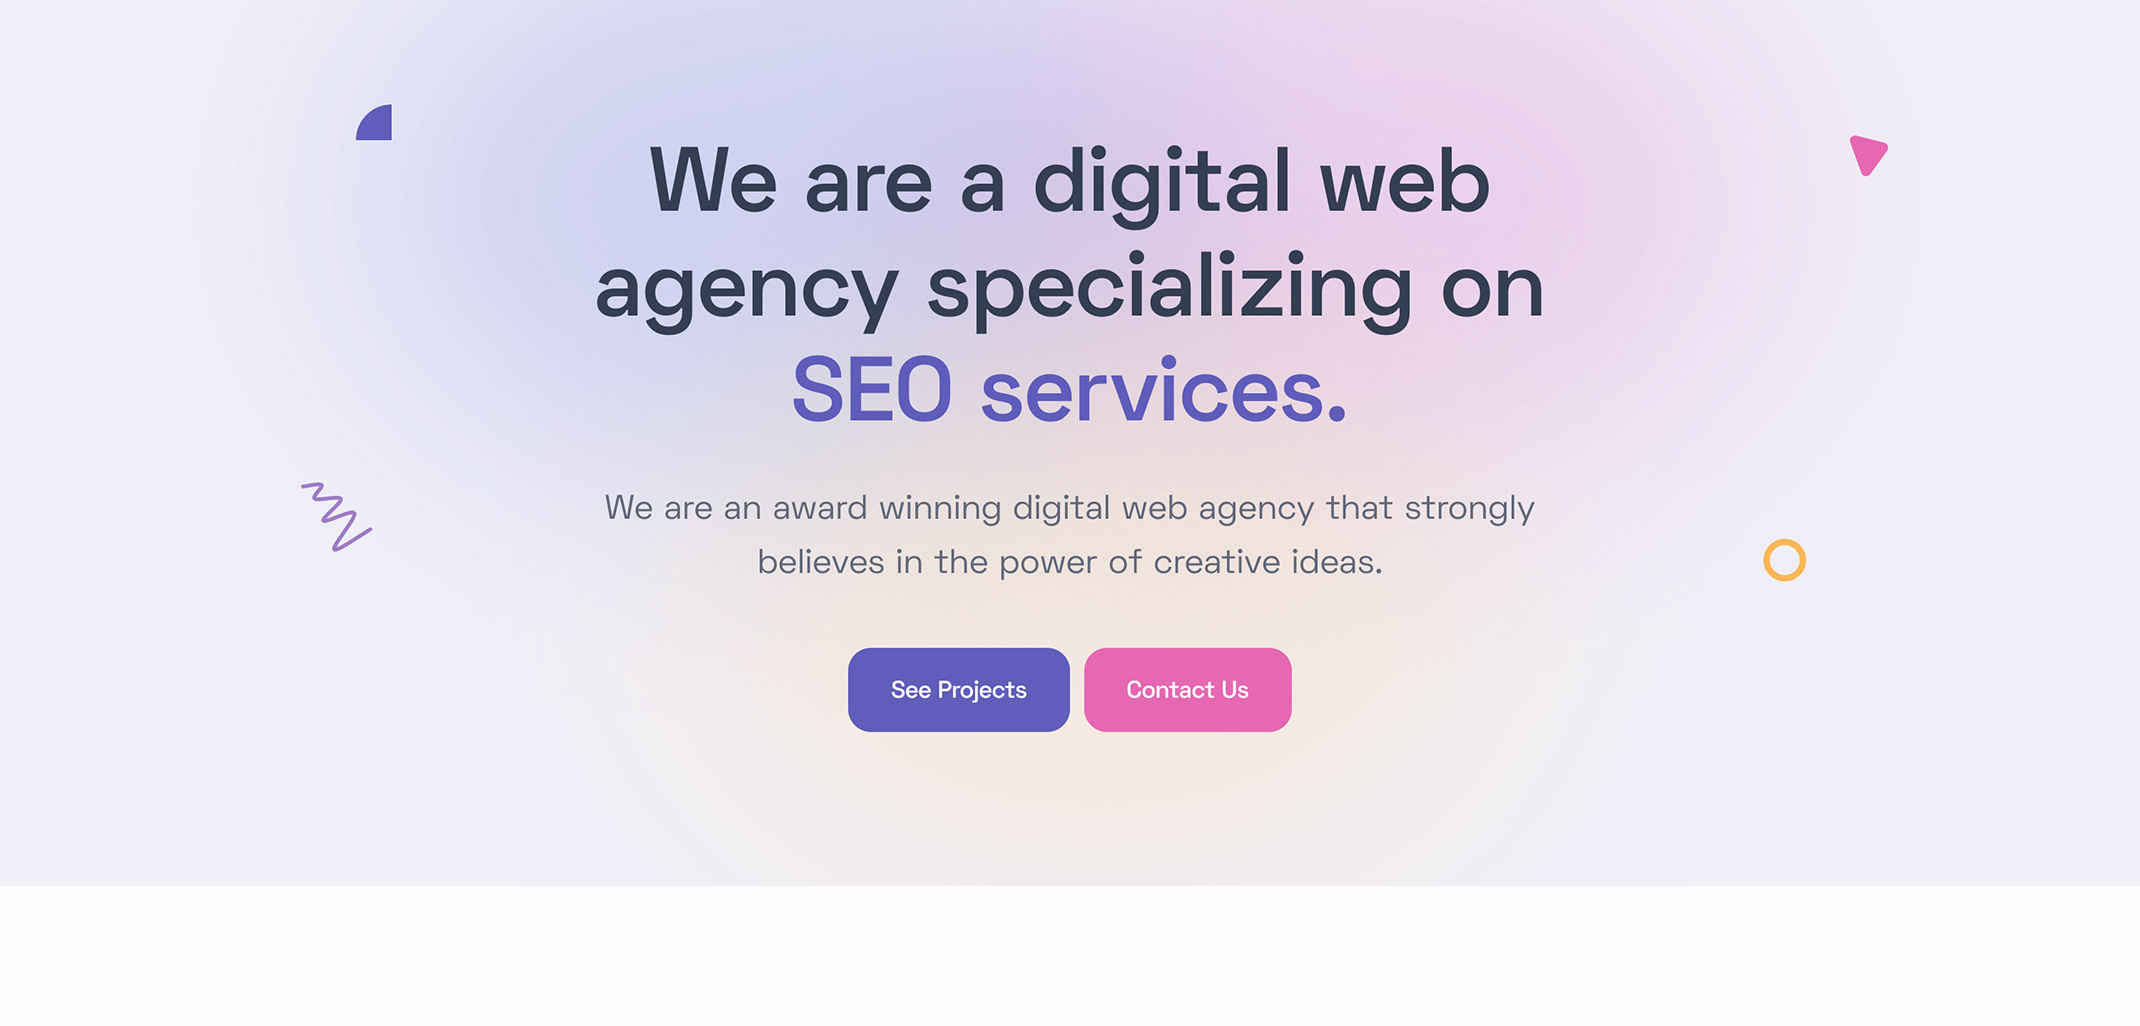 We are a digital web
agency specializing on
SEO services.
We are an award winning digital web agency that strongly
believes in the power of creative ideas.
See Projects
Contact Us